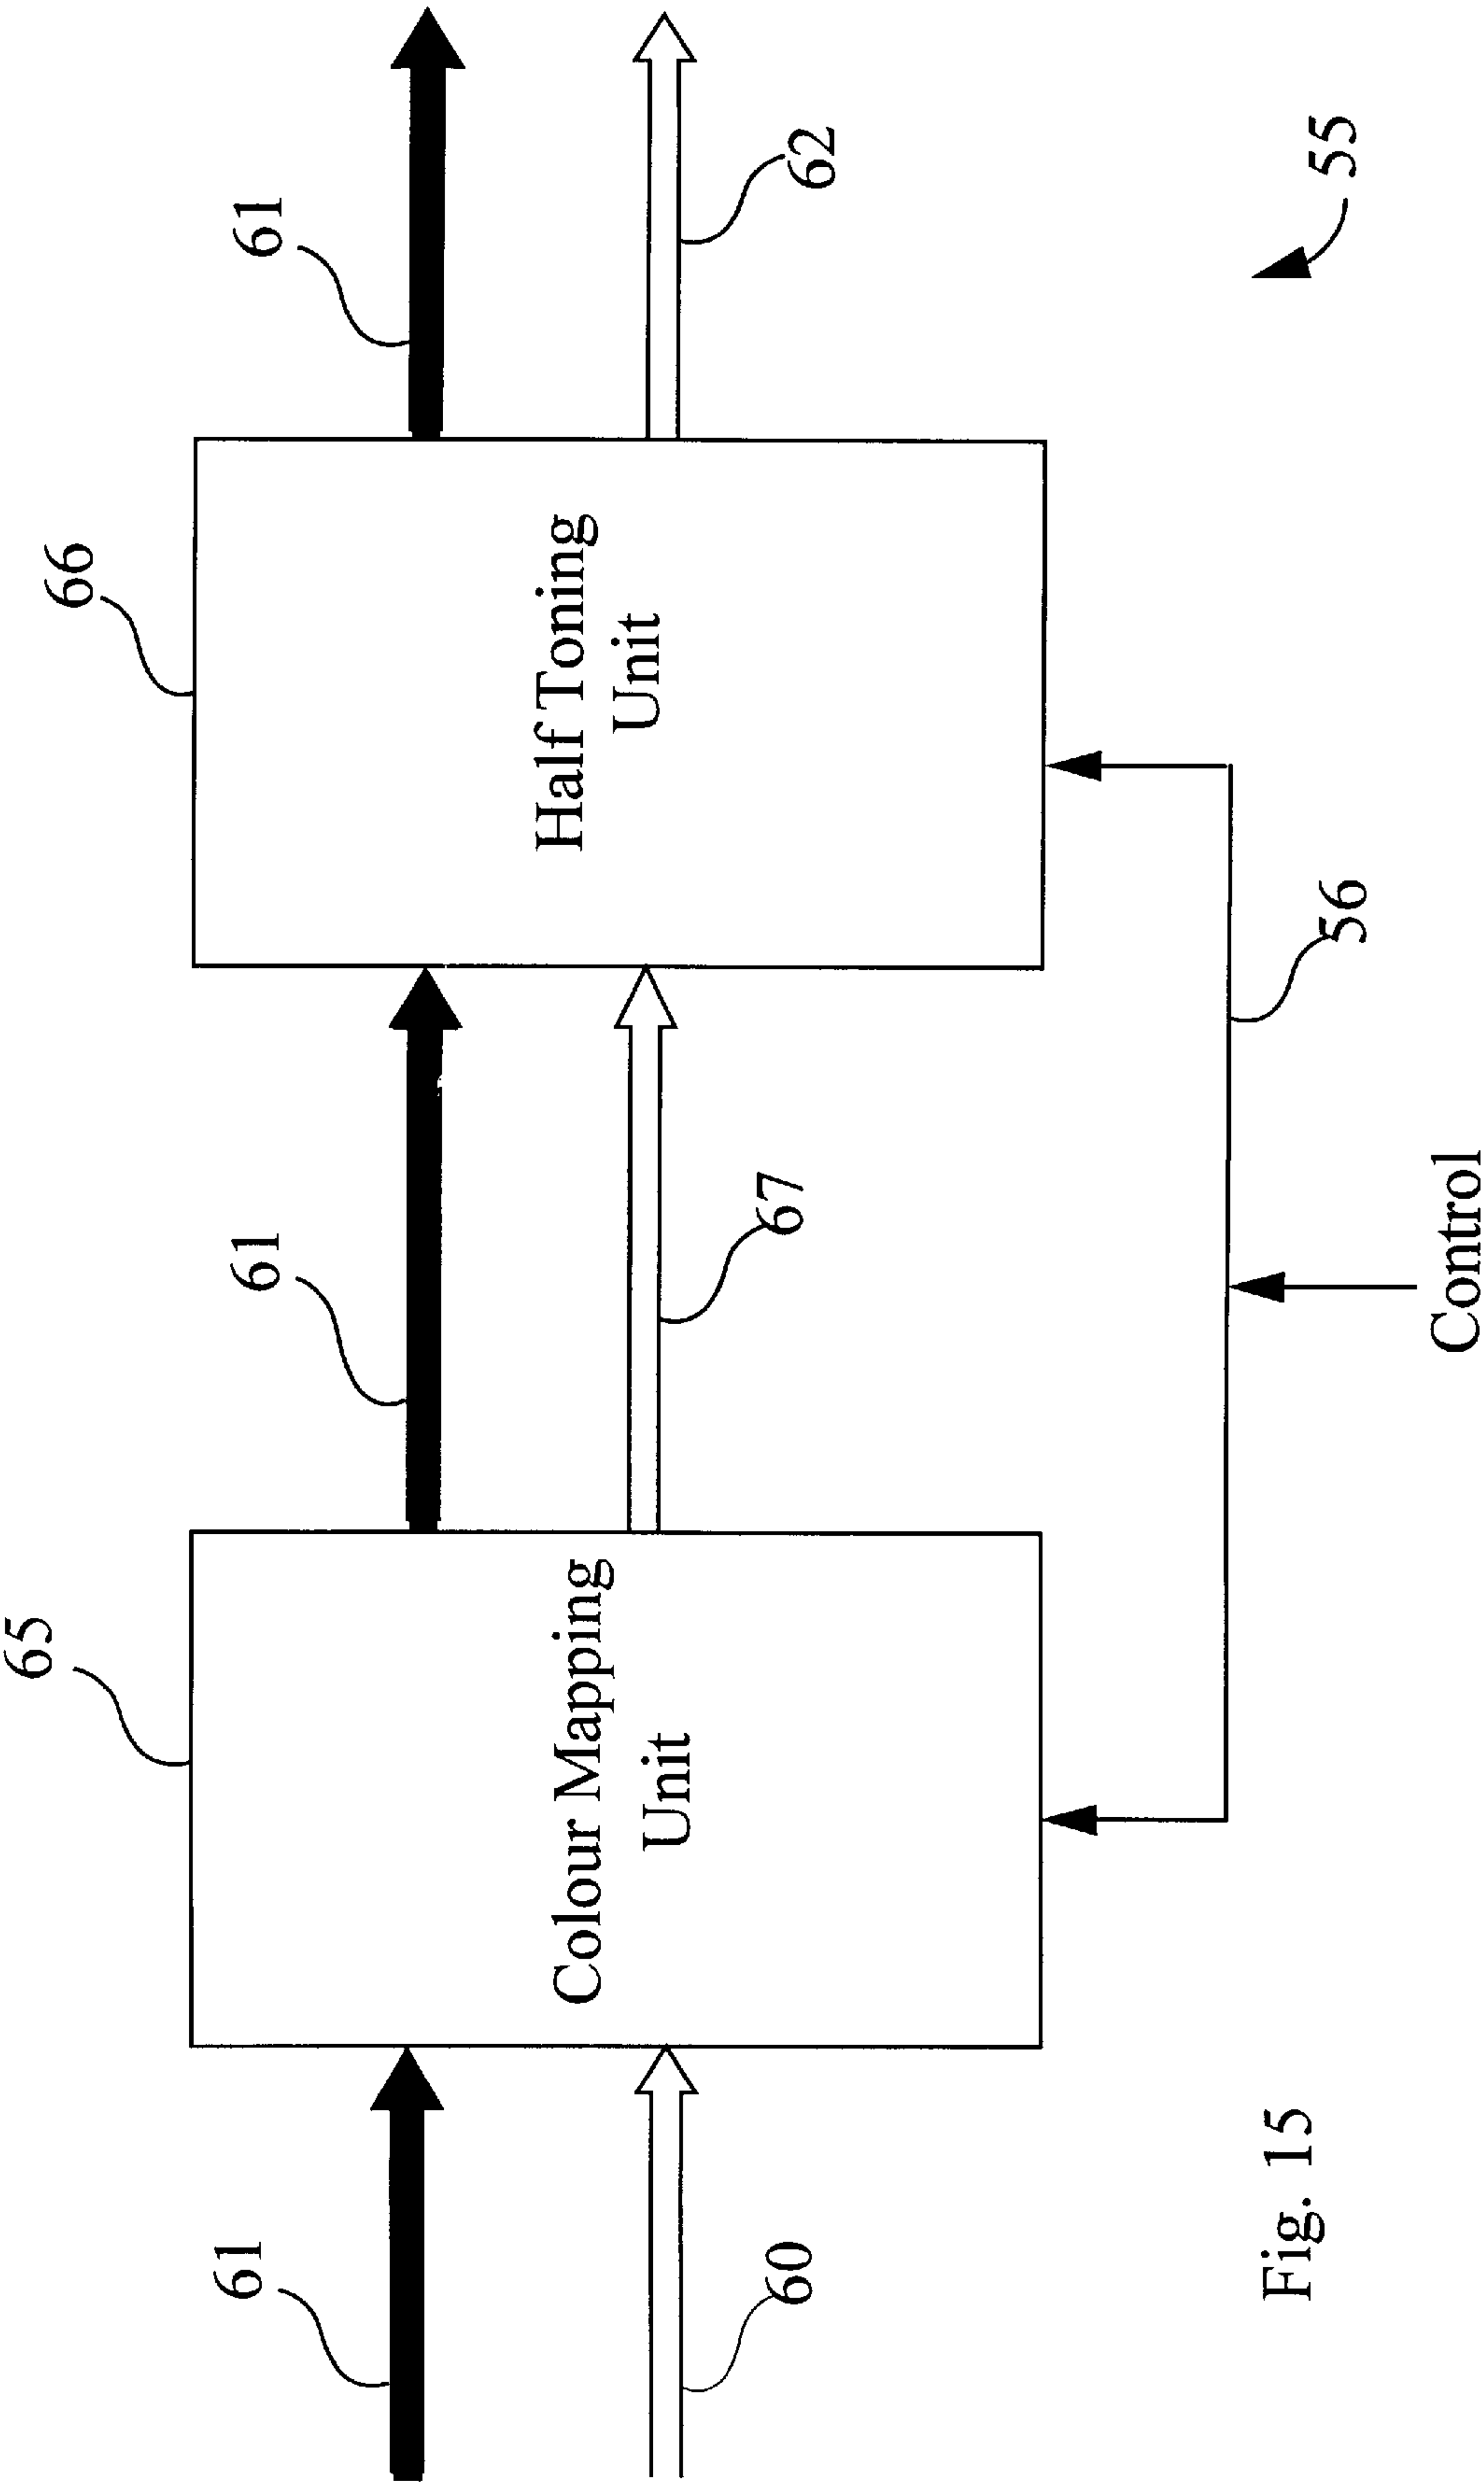 65
66
61
61
61
Colour Mapping
Unit
Half Toning
Unit
60
67
62
56
55
Control
Fig. 15